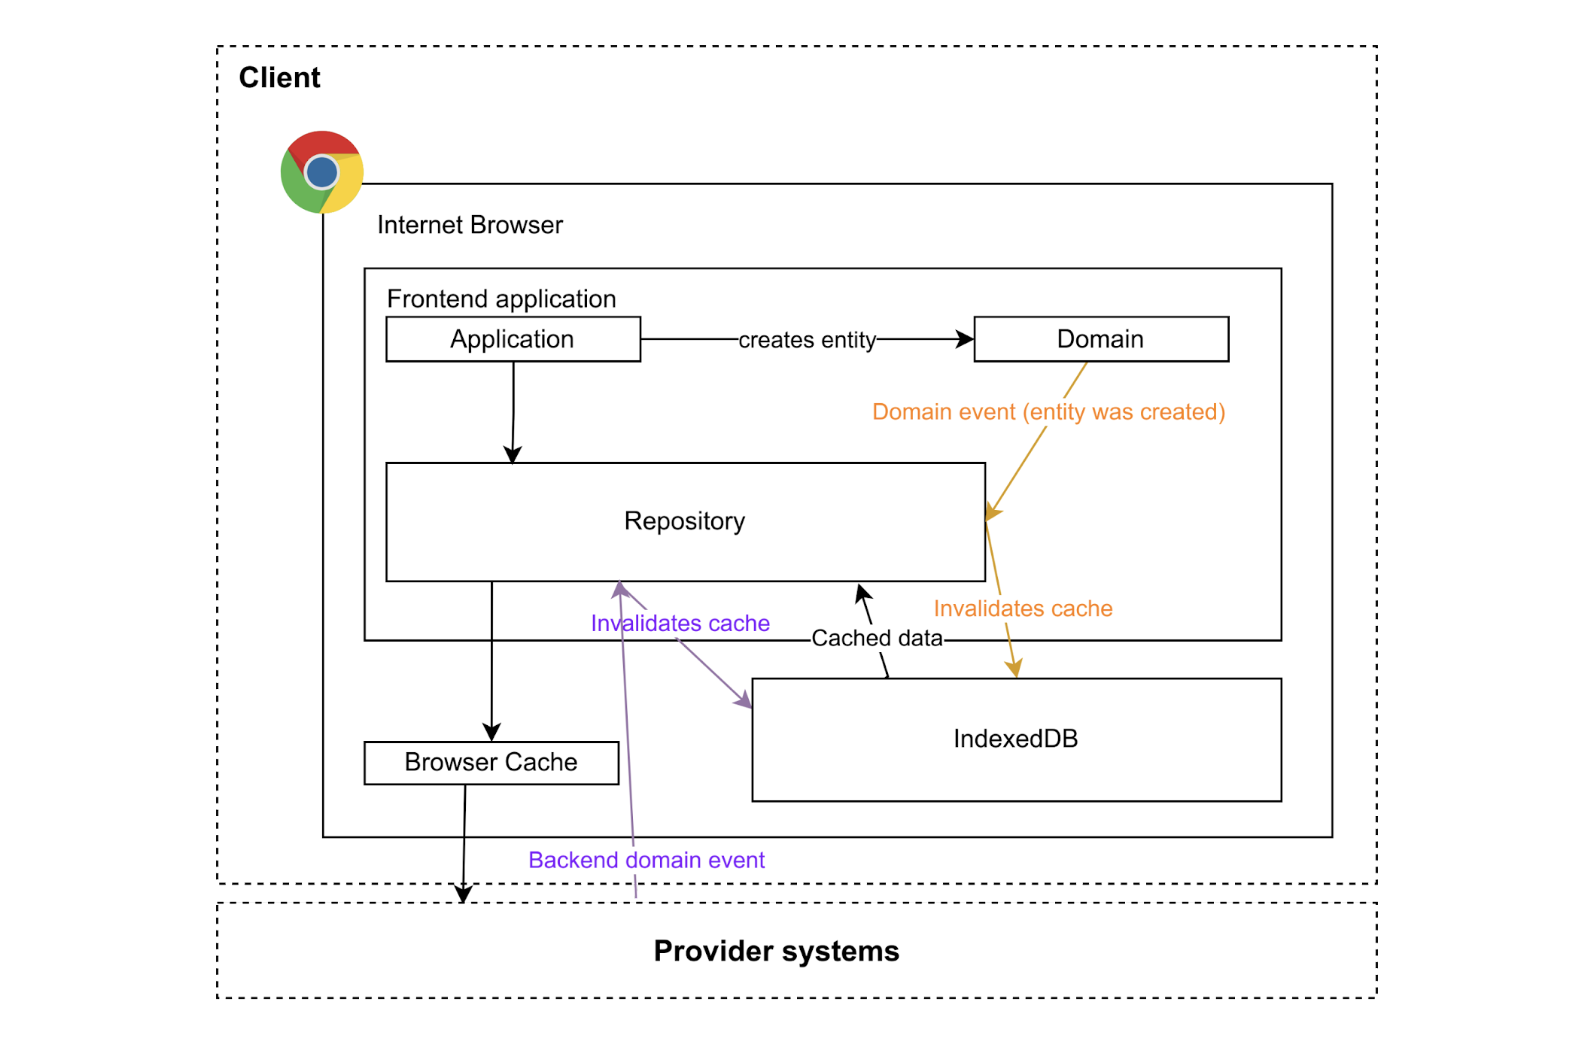 Client
Internet Browser
Frontend application
Application
creates entity
Domain
Domain event (entity was created)
Repository
Invalidates cache
Invalidates cache
Cached data
IndexedDB
Browser Cache
Backend domain event
Provider systems